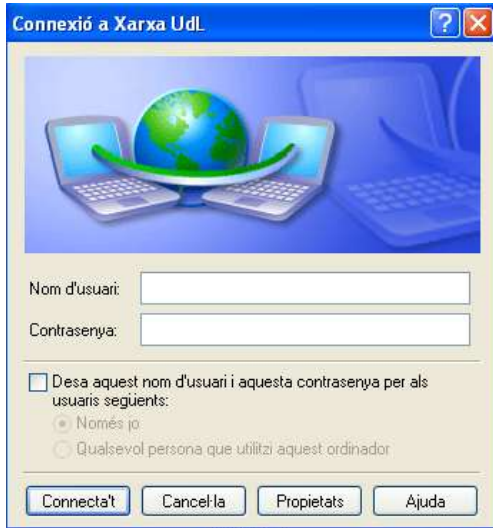 Connexió a Xarxa UdL
Nom d'usuari:
Contrasenya:
Desa aquest nom d'usuari i aquesta contrasenya per als
usuaris següents:
Només jo
Qualsevol persona que utilitzi aquest ordinador
Connecta't Cancel·la Propietats Ajuda